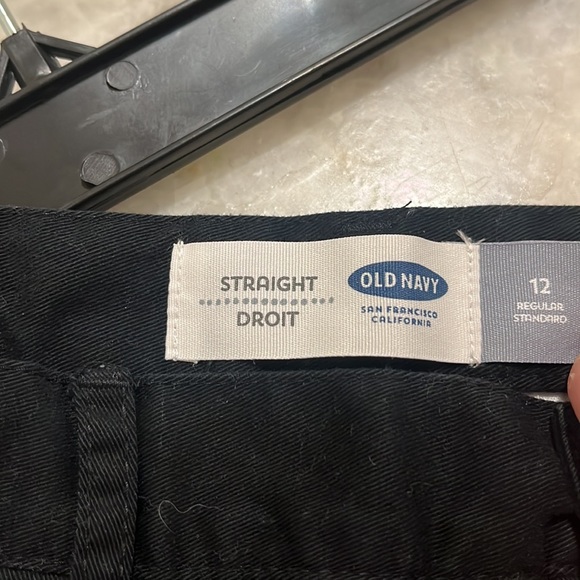 STRAIGHT
DROIT
OLD NAVY
SAN FRANCISCO
CALIFORNIA
12
REGULAR
STANDARD